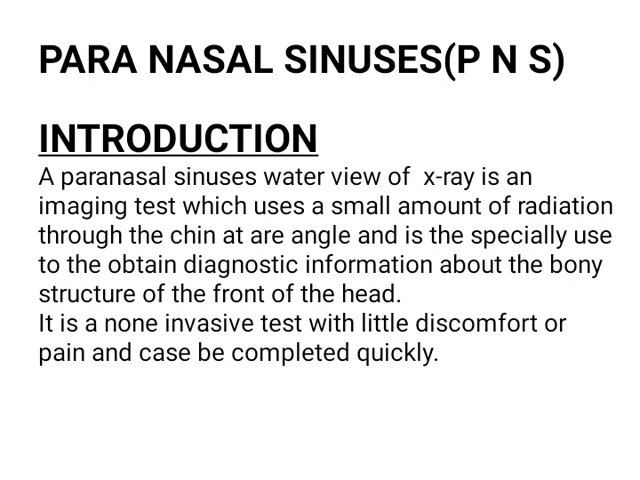 PARA NASAL SINUSES(P N S)
INTRODUCTION
A paranasal sinuses water view of  x-ray is an
imaging test which uses a small amount of radiation
through the chin at are angle and is the specially use
to the obtain diagnostic information about the bony
structure of the front of the head.
It is a none invasive test with little discomfort or
pain and case be completed quickly.